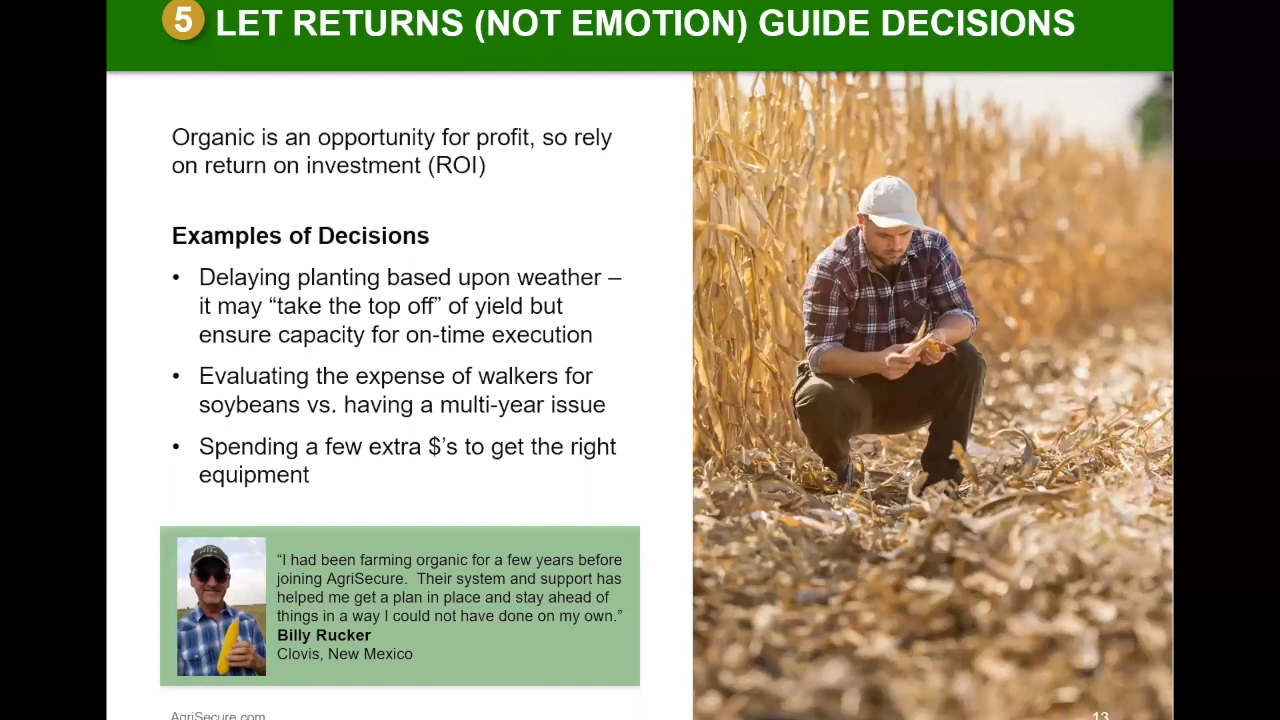 5 LET RETURNS (NOT EMOTION) GUIDE DECISIONS
Organic is an opportunity for profit, so rely
on return on investment (ROI)
Examples of Decisions
• Delaying planting based upon weather –
it may “take the top off” of yield but
ensure capacity for on-time execution
• Evaluating the expense of walkers for
soybeans vs. having a multi-year issue
• Spending a few extra $’s to get the right
equipment
“I had been farming organic for a few years before
joining AgriSecure. Their system and support has
helped me get a plan in place and stay ahead of
things in a way I could not have done on my own.”
Billy Rucker
Clovis, New Mexico
AgriSecure.com
13